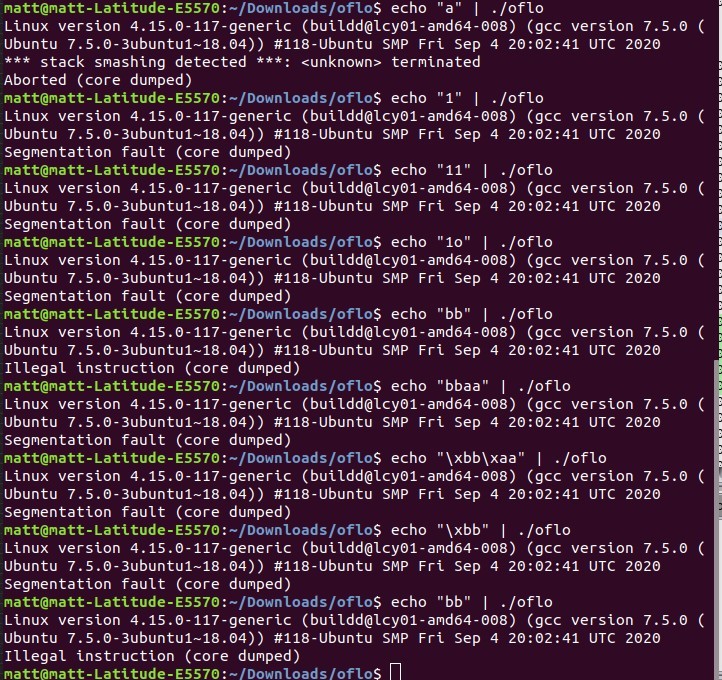 matt@matt-Latitude-E5570:~/Downloads/oflo$ echo "a" | ./oflo
Linux version 4.15.0-117-generic (buildd@lcy01-amd64-008) (gcc version 7.5.0 (
Ubuntu 7.5.0-3ubuntu1~18.04)) #118-Ubuntu SMP Fri Sep 4 20:02:41 UTC 2020
*** stack smashing detected ***: <unknown> terminated
Aborted (core dumped)
matt@matt-Latitude-E5570:~/Downloads/oflo$ echo "1" | ./oflo
Linux version 4.15.0-117-generic (buildd@lcy01-amd64-008) (gcc version 7.5.0 (
Ubuntu 7.5.0-3ubuntu1~18.04)) #118-Ubuntu SMP Fri Sep 4 20:02:41 UTC 2020
Segmentation fault (core dumped)
matt@matt-Latitude-E5570:~/Downloads/oflo$ echo "11" | ./oflo
Linux version 4.15.0-117-generic (buildd@lcy01-amd64-008) (gcc version 7.5.0 (
Ubuntu 7.5.0-3ubuntu1~18.04)) #118-Ubuntu SMP Fri Sep 4 20:02:41 UTC 2020
Segmentation fault (core dumped)
matt@matt-Latitude-E5570:~/Downloads/oflo$ echo "1o" | ./oflo
Linux version 4.15.0-117-generic (buildd@lcy01-amd64-008) (gcc version 7.5.0 (
Ubuntu 7.5.0-3ubuntu1~18.04)) #118-Ubuntu SMP Fri Sep 4 20:02:41 UTC 2020
Segmentation fault (core dumped)
matt@matt-Latitude-E5570:~/Downloads/oflo$ echo "bb" | ./oflo
Linux version 4.15.0-117-generic (buildd@lcy01-amd64-008) (gcc version 7.5.0 (
Ubuntu 7.5.0-3ubuntu1~18.04)) #118-Ubuntu SMP Fri Sep 4 20:02:41 UTC 2020
Illegal instruction (core dumped)
matt@matt-Latitude-E5570:~/Downloads/oflo$ echo "bbaa" | ./oflo
Linux version 4.15.0-117-generic (buildd@lcy01-amd64-008) (gcc version 7.5.0 (
Ubuntu 7.5.0-3ubuntu1~18.04)) #118-Ubuntu SMP Fri Sep 4 20:02:41 UTC 2020
Segmentation fault (core dumped)
matt@matt-Latitude-E5570:~/Downloads/oflo$ echo "\xbb\xaa" | ./oflo
Linux version 4.15.0-117-generic (buildd@lcy01-amd64-008) (gcc version 7.5.0 (
Ubuntu 7.5.0-3ubuntu1~18.04)) #118-Ubuntu SMP Fri Sep 4 20:02:41 UTC 2020
Segmentation fault (core dumped)
matt@matt-Latitude-E5570:~/Downloads/oflo$ echo "\xbb" | ./oflo
Linux version 4.15.0-117-generic (buildd@lcy01-amd64-008) (gcc version 7.5.0 (
Ubuntu 7.5.0-3ubuntu1~18.04)) #118-Ubuntu SMP Fri Sep 4 20:02:41 UTC 2020
Segmentation fault (core dumped)
matt@matt-Latitude-E5570:~/Downloads/oflo$ echo "bb" | ./oflo
Linux version 4.15.0-117-generic (buildd@lcy01-amd64-008) (gcc version 7.5.0 (
Ubuntu 7.5.0-3ubuntu1~18.04)) #118-Ubuntu SMP Fri Sep 4 20:02:41 UTC 2020
Illegal instruction (core dumped)
matt@matt-Latitude-E5570:~/Downloads/oflo$